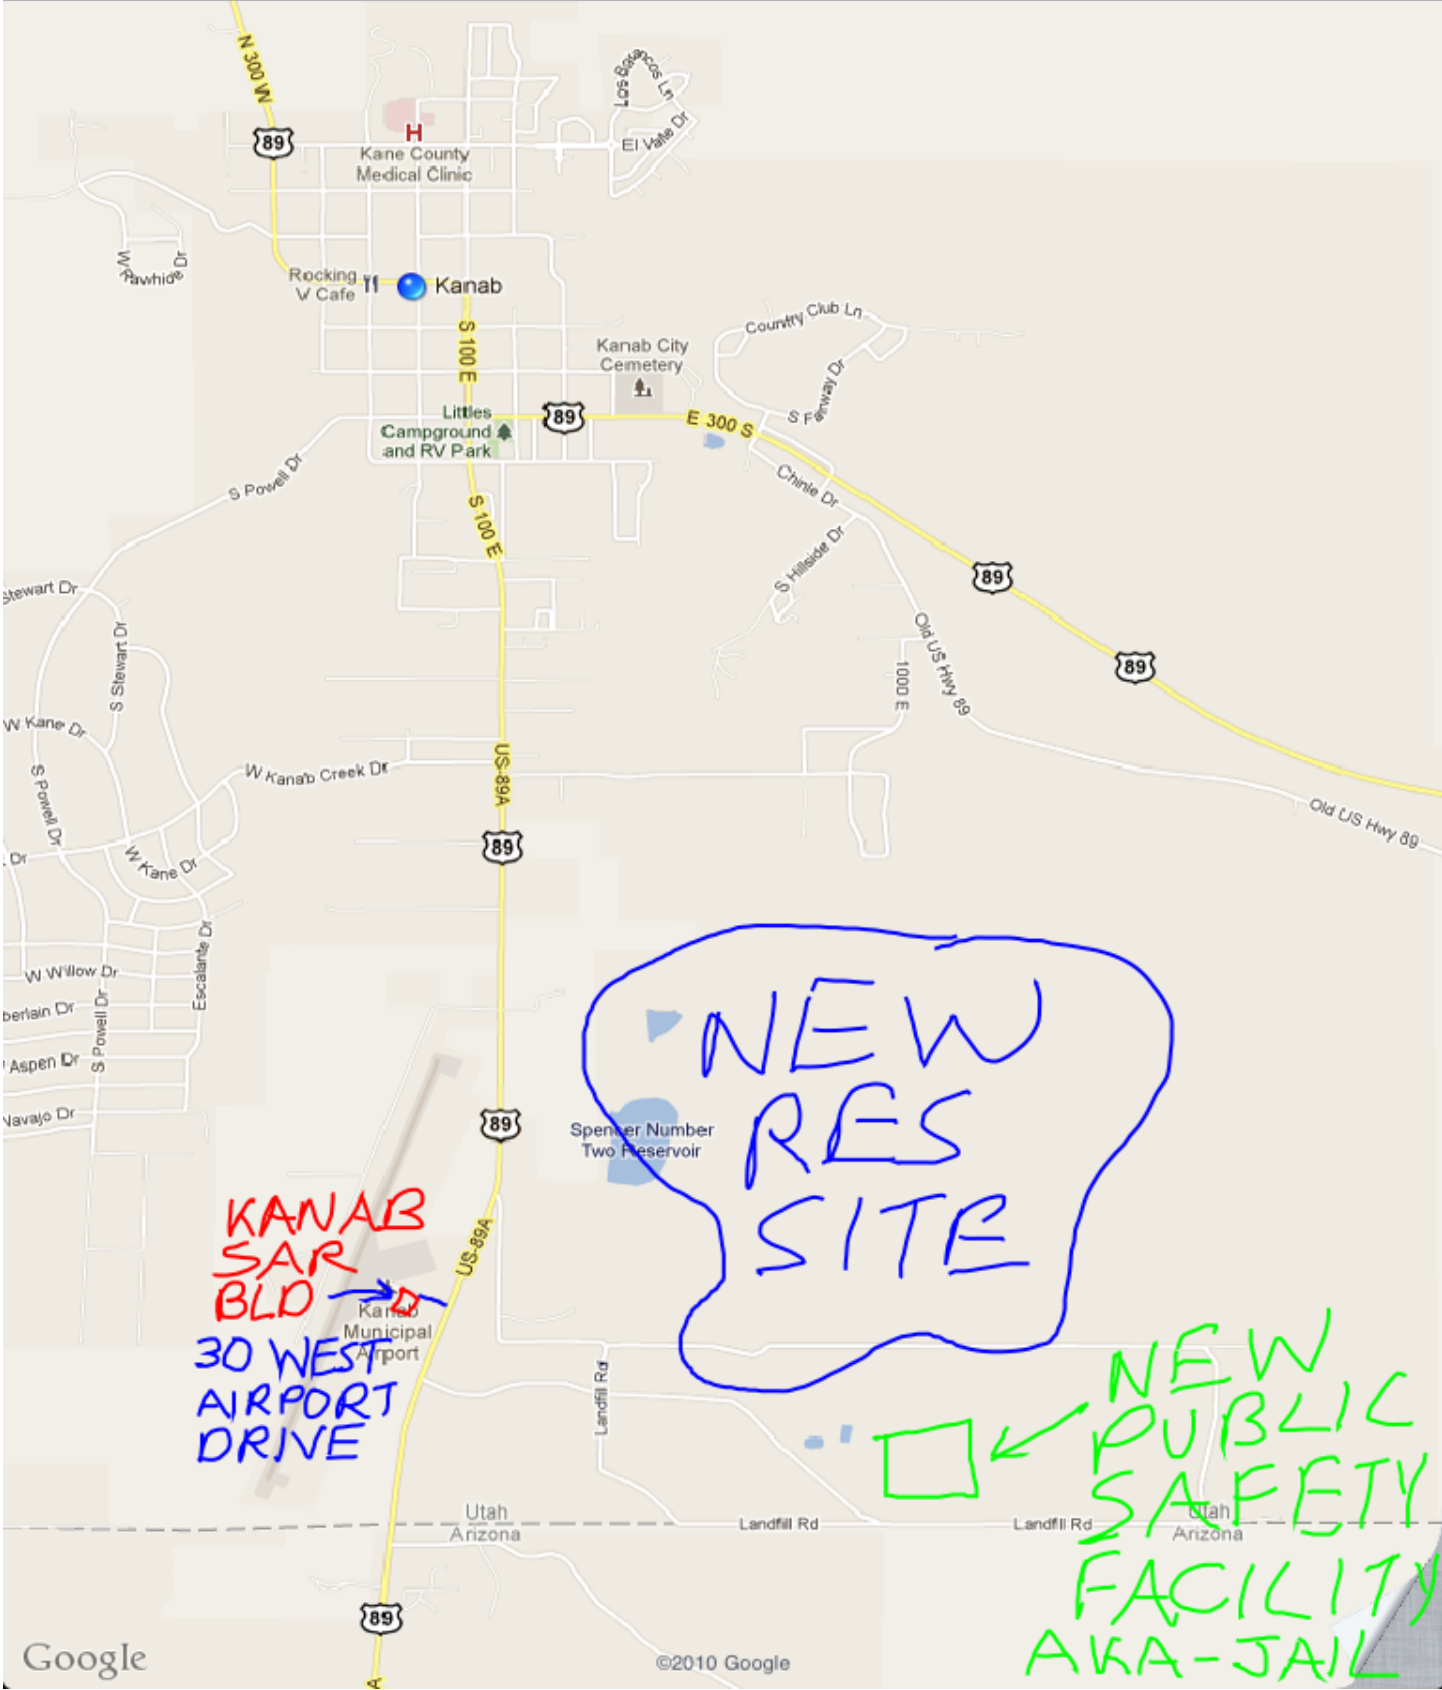 N 300 W
Los Barancos Ln
89
H
El Valle Dr
Kane County
Medical Clinic
W Rawhide Dr
Rocking
V Cafe
Kanab
Country Club Ln
S 100 E
Kanab City
Cemetery
S Fairway Dr
Littles
Campground
and RV Park
89
E 300 S
S Powell Dr
Chinle Dr
S 100 E
S Hillside Dr
89
Stewart Dr
S Stewart Dr
Old US Hwy 89
89
1000 E
W Kane Dr
S Powell Dr
W Kanab Creek Dr
US-89A
Old US Hwy 89
89
Dr
W Kane Dr
Escalante Dr
W Willow Dr
berlain Dr
S Powell Dr
Aspen Dr
Navajo Dr
NEW
RES
SITE
89
Spencer Number
Two Reservoir
KANAB
SAR
BLD
US-89A
Kanab
Municipal
Airport
30 WEST
AIRPORT
DRIVE
Landfill Rd
NEW
PUBLIC
SAFETY
FACILITY
AKA-JAIL
Utah
Arizona
Landfill Rd
Landfill Rd
Utah
Arizona
89
A
Google
©2010 Google